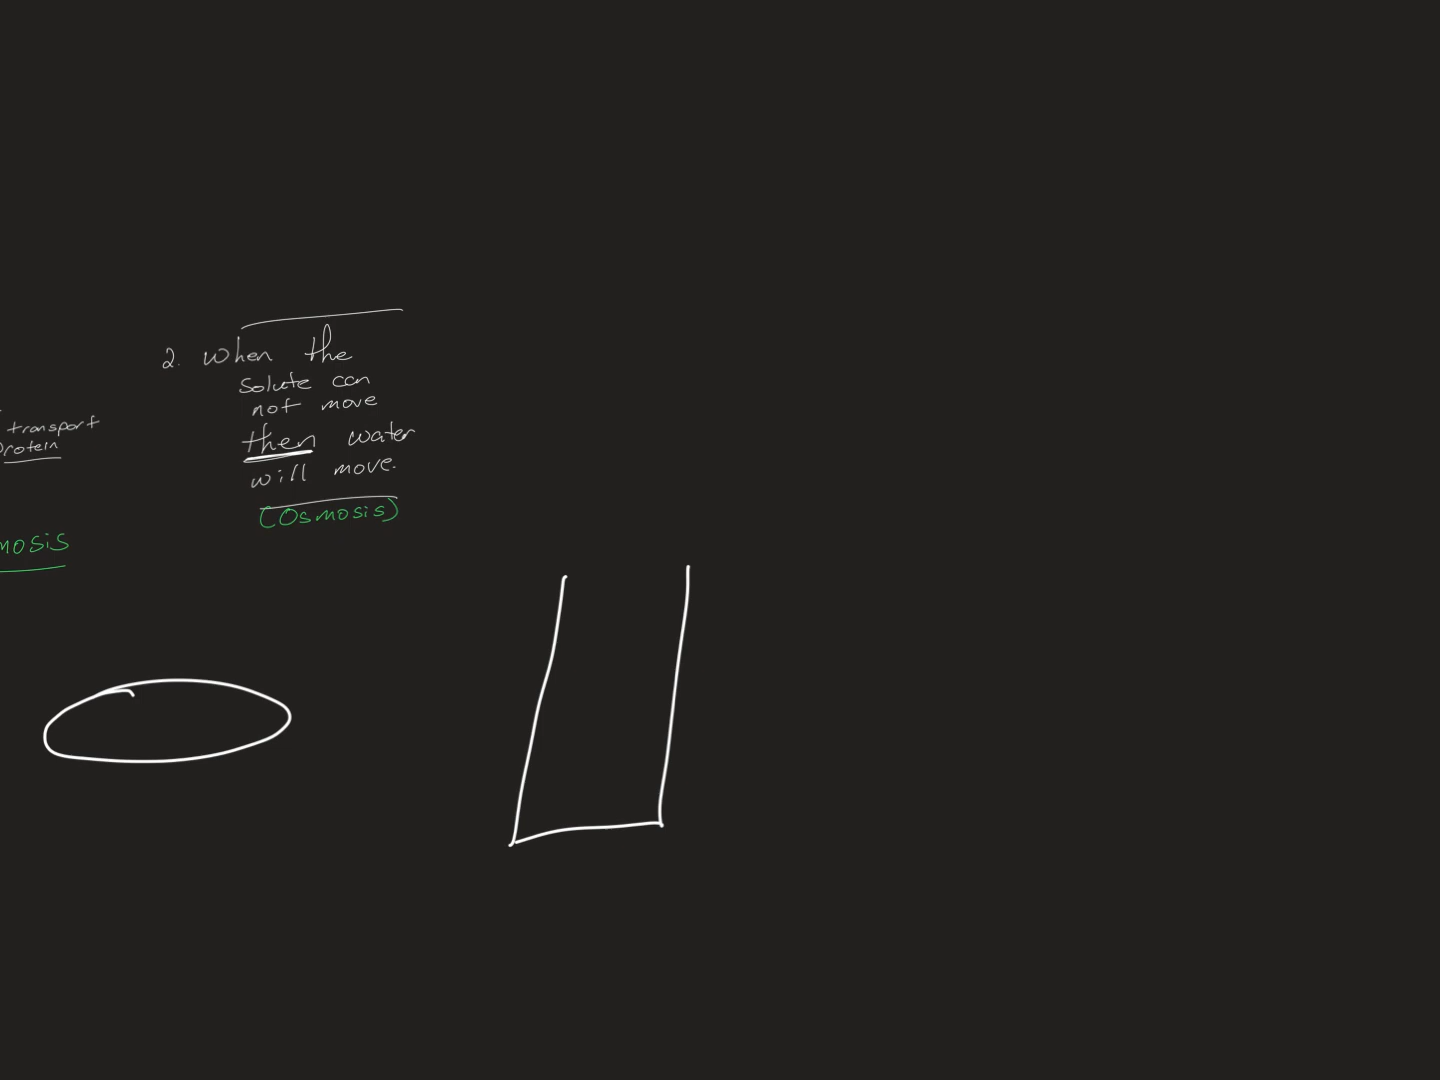 2. When the
solute can
not move
then water
will move.
(Osmosis)
transport
protein
mosis